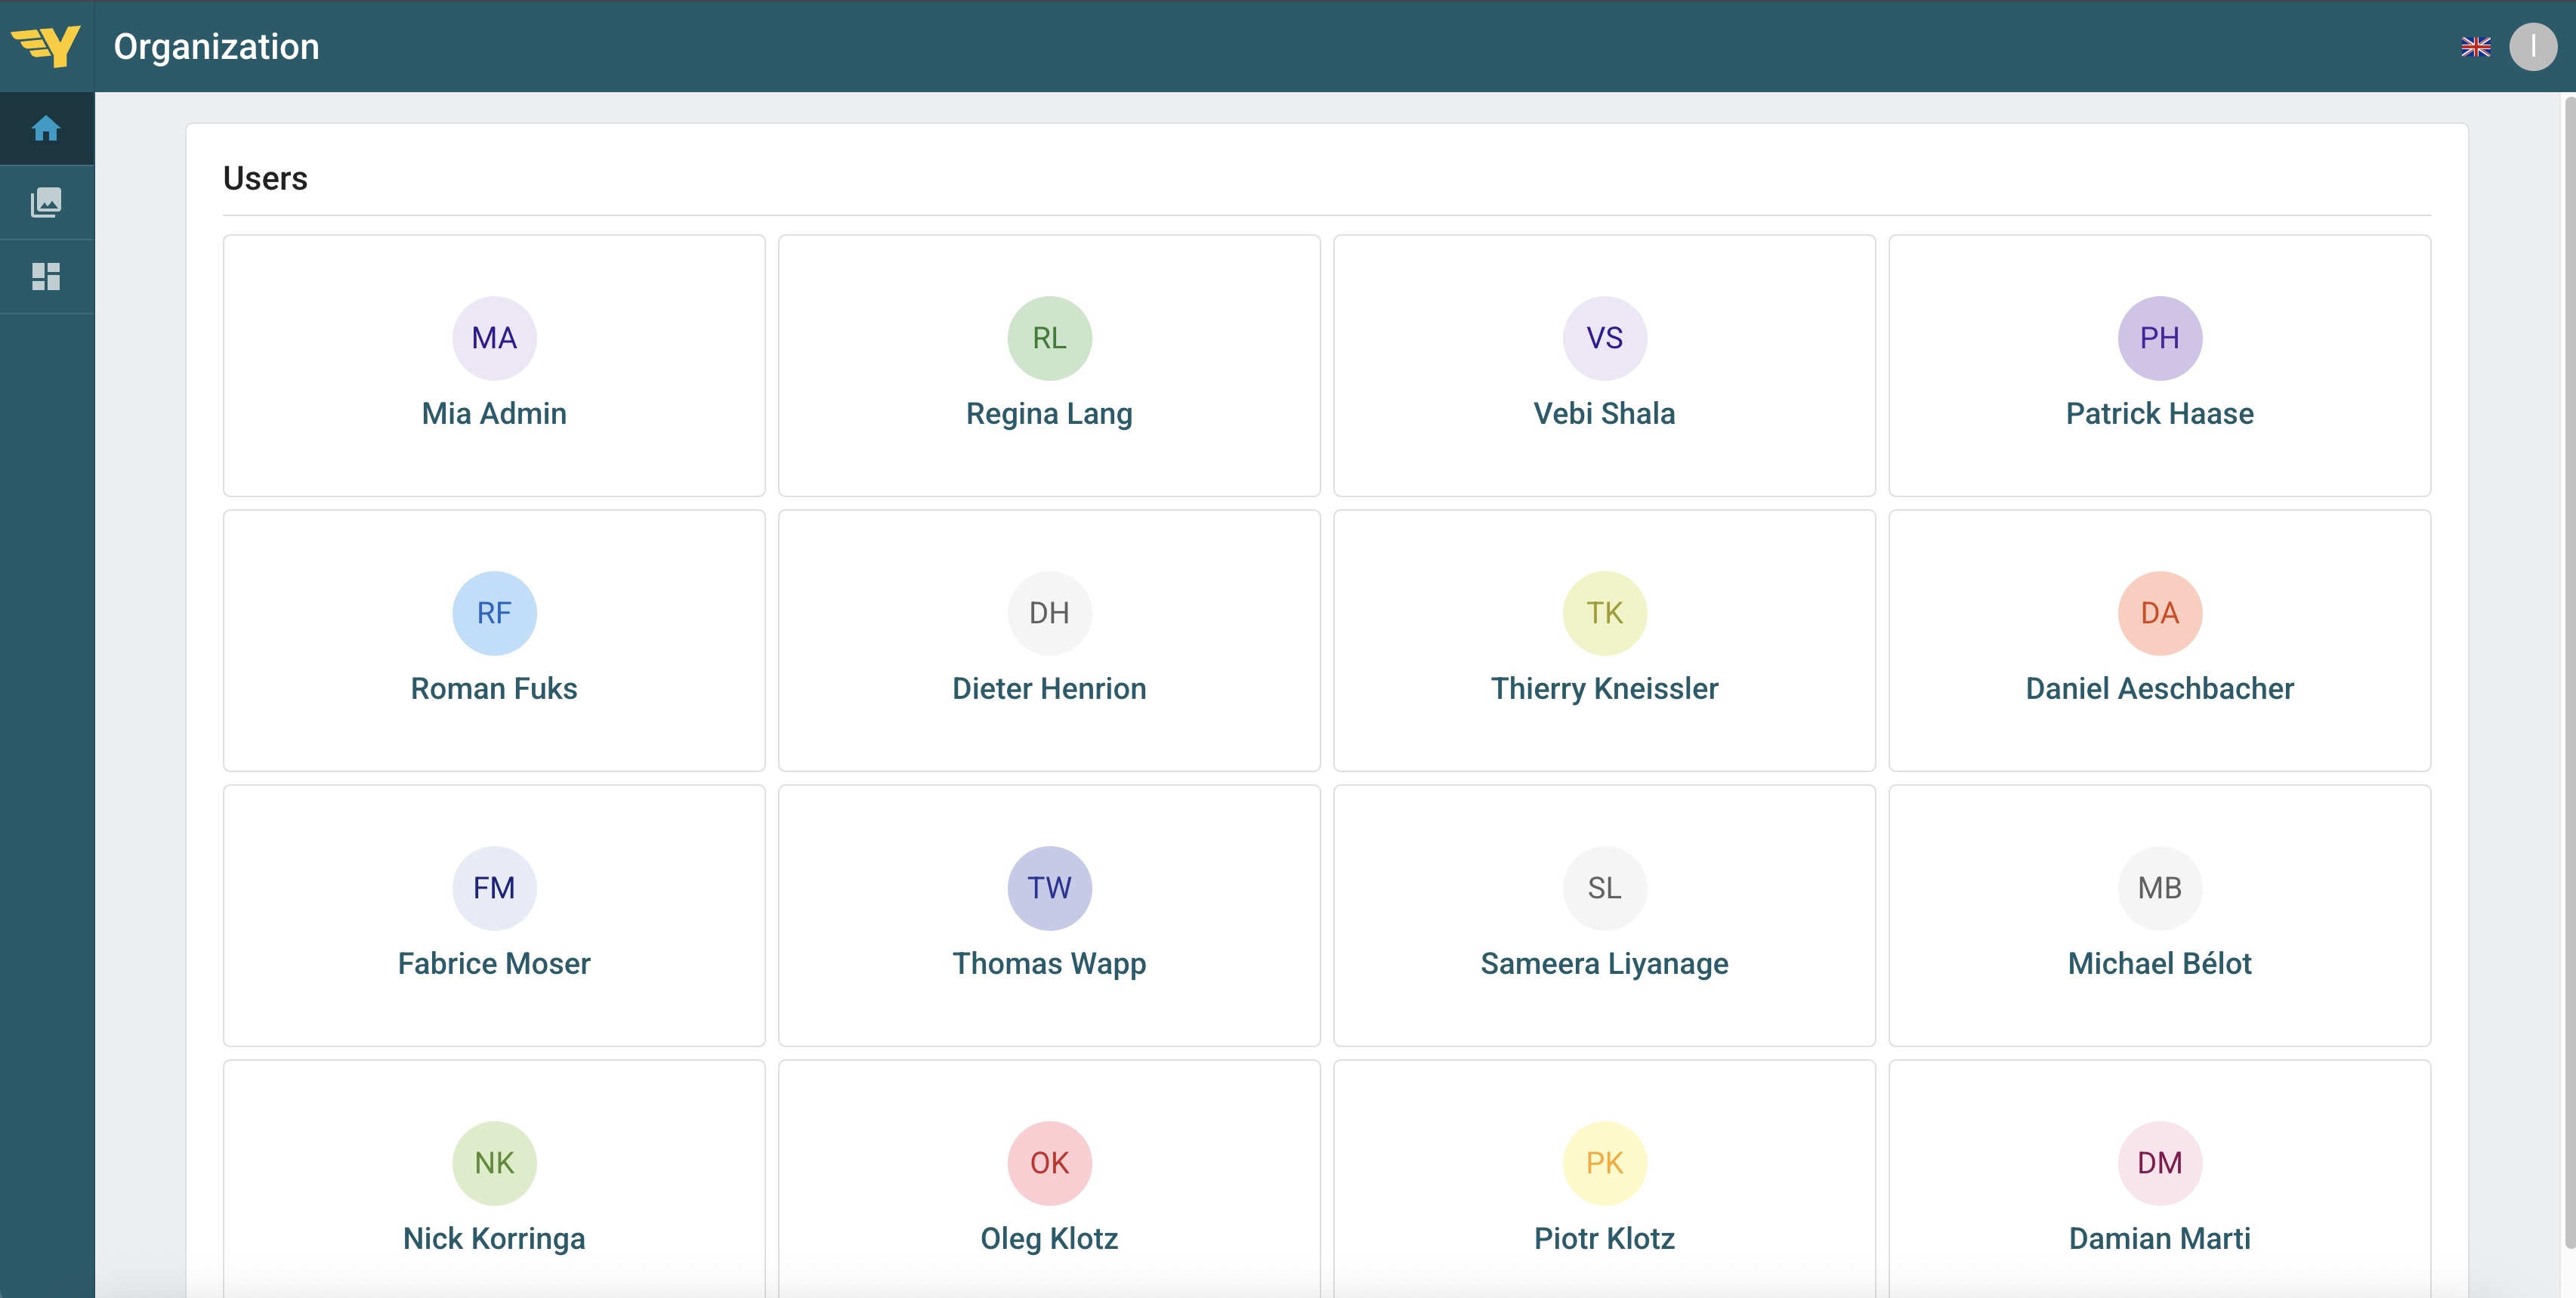 Organization
I
Users
MA
Mia Admin
RL
Regina Lang
VS
Vebi Shala
PH
Patrick Haase
RF
Roman Fuks
DH
Dieter Henrion
TK
Thierry Kneissler
DA
Daniel Aeschbacher
FM
Fabrice Moser
TW
Thomas Wapp
SL
Sameera Liyanage
MB
Michael Bélot
NK
Nick Korringa
OK
Oleg Klotz
PK
Piotr Klotz
DM
Damian Marti